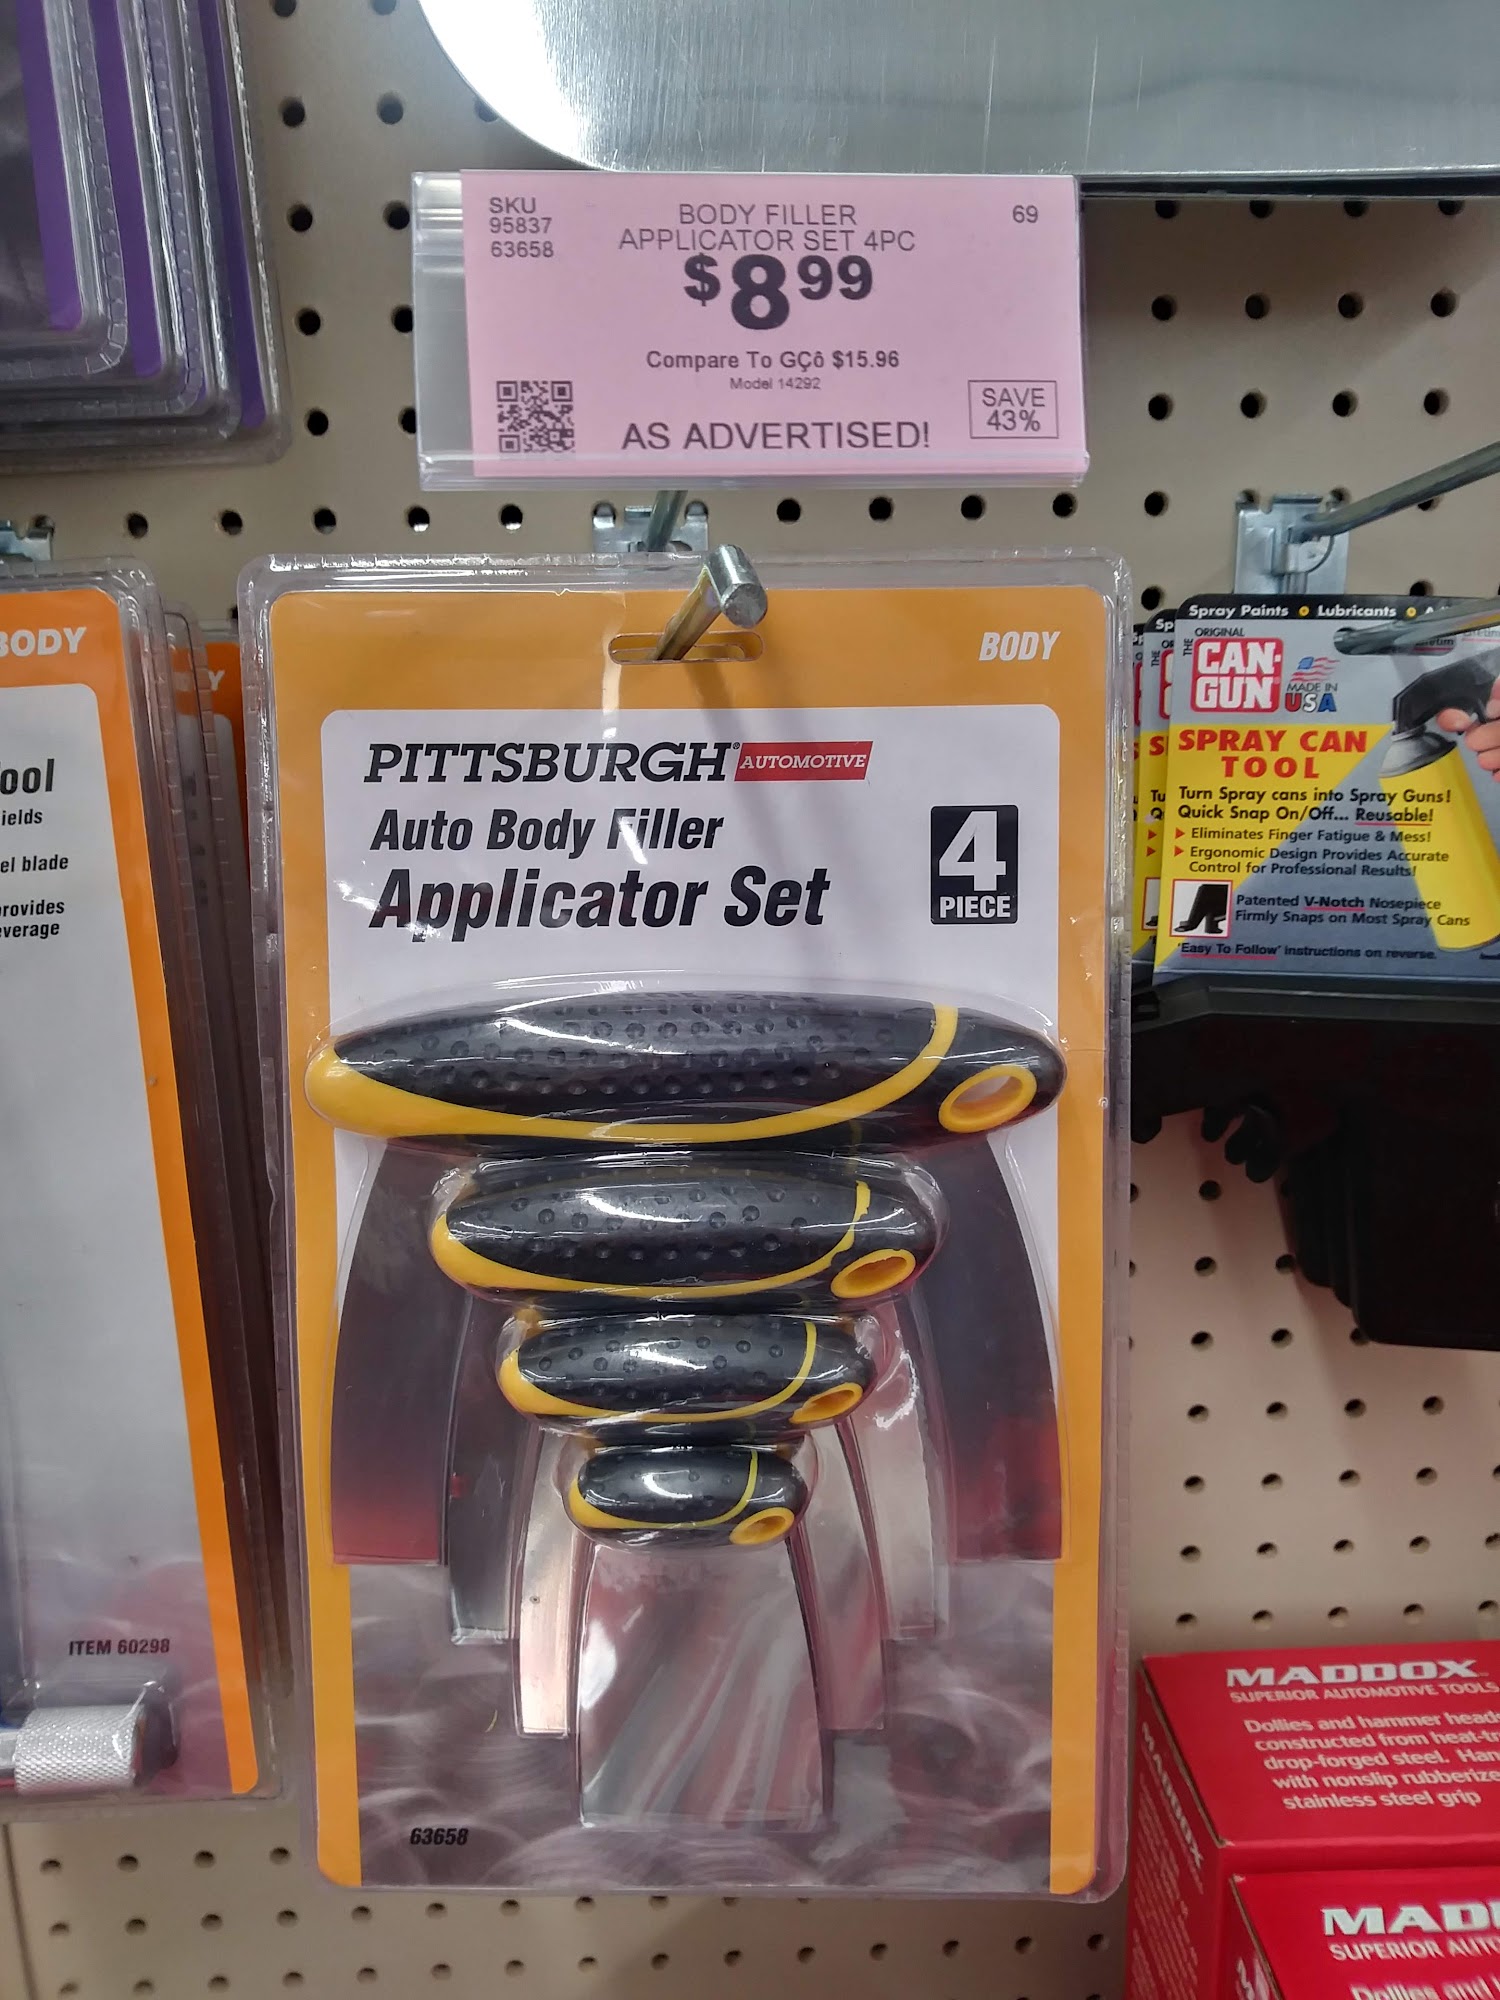 SKU
95837
63658
BODY FILLER
APPLICATOR SET 4PC
69
$8.99
Compare To GÇô $15.96
Model 14292
SAVE
43%
AS ADVERTISED!
BODY
PITTSBURGH® AUTOMOTIVE
Auto Body Filler
Applicator Set
4
PIECE
63658
BODY
ool
ields
el blade
rovides
verage
ITEM 60298
Spray Paints • Lubricants •
THE ORIGINAL
CAN-
GUN
MADE IN
USA
SPRAY CAN
TOOL
Turn Spray cans into Spray Guns!
Quick Snap On/Off... Reusable!
Eliminates Finger Fatigue & Mess!
Ergonomic Design Provides Accurate
Control for Professional Results!
Patented V-Notch Nosepiece
Firmly Snaps on Most Spray Cans
'Easy To Follow' instructions on reverse.
MADDOX
SUPERIOR AUTOMOTIVE TOOLS
Dollies and hammer heads
constructed from heat-tr
drop-forged steel. Han
with nonslip rubberize
stainless steel grip
MADDOX
MAD
SUPERIOR AUTO
Dollies and